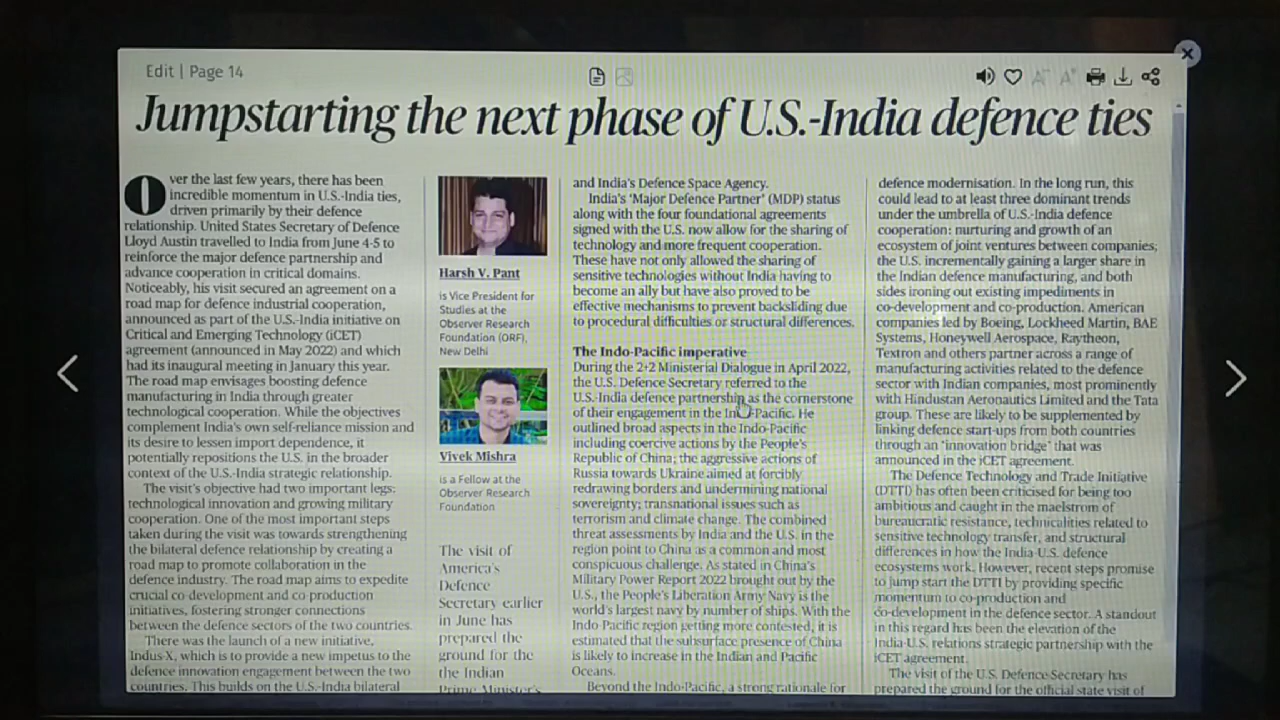 Edit | Page 14
Jumpstarting the next phase of U.S.-India defence ties
Over the last few years, there has been
incredible momentum in U.S.-India ties,
driven primarily by their defence
relationship. United States Secretary of Defence
Lloyd Austin travelled to India from June 4-5 to
reinforce the major defence partnership and
advance cooperation in critical domains.
Noticeably, his visit secured an agreement on a
road map for defence industrial cooperation,
announced as part of the U.S.-India initiative on
Critical and Emerging Technology (iCET)
agreement (announced in May 2022) and which
had its inaugural meeting in January this year.
The road map envisages boosting defence
manufacturing in India through greater
technological cooperation. While the objectives
complement India's own self-reliance mission and
its desire to lessen import dependence, it
potentially repositions the U.S. in the broader
context of the U.S.-India strategic relationship.
The visit's objective had two important legs:
technological innovation and growing military
cooperation. One of the most important steps
taken during the visit was towards strengthening
the bilateral defence relationship by creating a
road map to promote collaboration in the
defence industry. The road map aims to expedite
crucial co-development and co-production
initiatives, fostering stronger connections
between the defence sectors of the two countries.
There was the launch of a new initiative,
Indus-X, which is to provide a new impetus to the
defence innovation engagement between the two
countries. This builds on the U.S.-India bilateral
Harsh V. Pant
is Vice President for
Studies at the
Observer Research
Foundation (ORF),
New Delhi
Vivek Mishra
is a Fellow at the
Observer Research
Foundation
The visit of
America's
Defence
Secretary earlier
in June has
prepared the
ground for the
the Indian
Prime Minister's
and India's Defence Space Agency.
India's 'Major Defence Partner' (MDP) status
along with the four foundational agreements
signed with the U.S. now allow for the sharing of
technology and more frequent cooperation.
These have not only allowed the sharing of
sensitive technologies without India having to
become an ally but have also proved to be
effective mechanisms to prevent backsliding due
to procedural difficulties or structural differences.
The Indo-Pacific imperative
During the 2+2 Ministerial Dialogue in April 2022,
the U.S. Defence Secretary referred to the
U.S.-India defence partnership as the cornerstone
of their engagement in the Indo-Pacific. He
outlined broad aspects in the Indo-Pacific
including coercive actions by the People's
Republic of China; the aggressive actions of
Russia towards Ukraine aimed at forcibly
redrawing borders and undermining national
sovereignty; transnational issues such as
terrorism and climate change. The combined
threat assessments by India and the U.S. in the
region point to China as a common and most
conspicuous challenge. As stated in China's
Military Power Report 2022 brought out by the
U.S., the People's Liberation Army Navy is the
world's largest navy by number of ships. With the
Indo-Pacific region getting more contested, it is
estimated that the subsurface presence of China
is likely to increase in the Indian and Pacific
Oceans.
Beyond the Indo-Pacific, a strong rationale for
defence modernisation. In the long run, this
could lead to at least three dominant trends
under the umbrella of U.S.-India defence
cooperation: nurturing and growth of an
ecosystem of joint ventures between companies;
the U.S. incrementally gaining a larger share in
the Indian defence manufacturing, and both
sides ironing out existing impediments in
co-development and co-production. American
companies led by Boeing, Lockheed Martin, BAE
Systems, Honeywell Aerospace, Raytheon,
Textron and others partner across a range of
manufacturing activities related to the defence
sector with Indian companies, most prominently
with Hindustan Aeronautics Limited and the Tata
group. These are likely to be supplemented by
linking defence start-ups from both countries
through an "innovation bridge" that was
announced in the iCET agreement.
The Defence Technology and Trade Initiative
(DTTI) has often been criticised for being too
ambitious and caught in the maelstrom of
bureaucratic resistance, technicalities related to
sensitive technology transfer, and structural
differences in how the India-U.S. defence
ecosystems work. However, recent steps promise
to jump start the DTTI by providing specific
momentum to co-production and
co-development in the defence sector. A standout
in this regard has been the elevation of the
India-U.S. relations strategic partnership with the
iCET agreement.
The visit of the U.S. Defence Secretary has
prepared the ground for the official state visit of